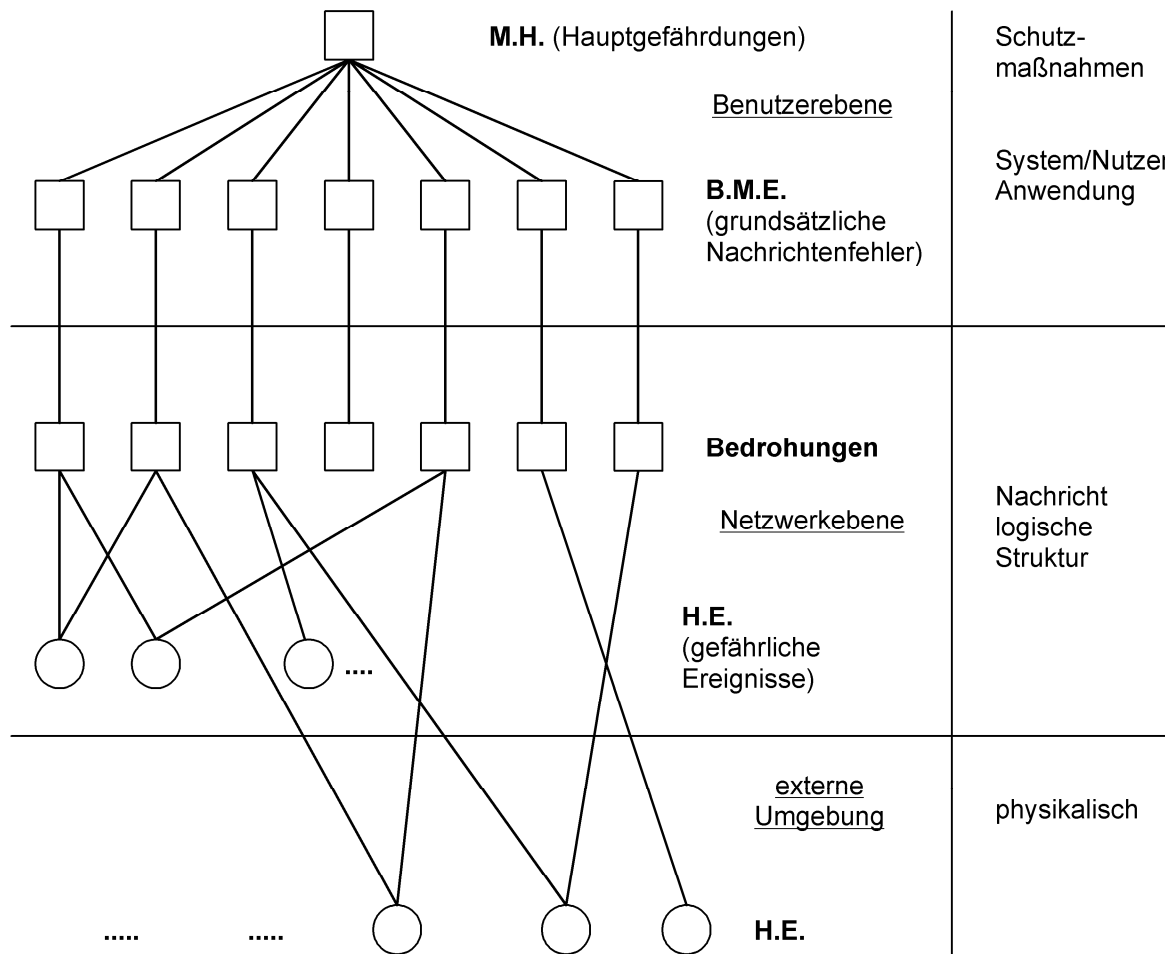 M.H. (Hauptgefährdungen)
Schutz-
maßnahmen
Benutzerebene
System/Nutzer
Anwendung
B.M.E.
(grundsätzliche
Nachrichtenfehler)
Bedrohungen
Netzwerkebene
Nachricht
logische
Struktur
H.E.
(gefährliche
Ereignisse)
....
externe
Umgebung
physikalisch
.....
.....
H.E.